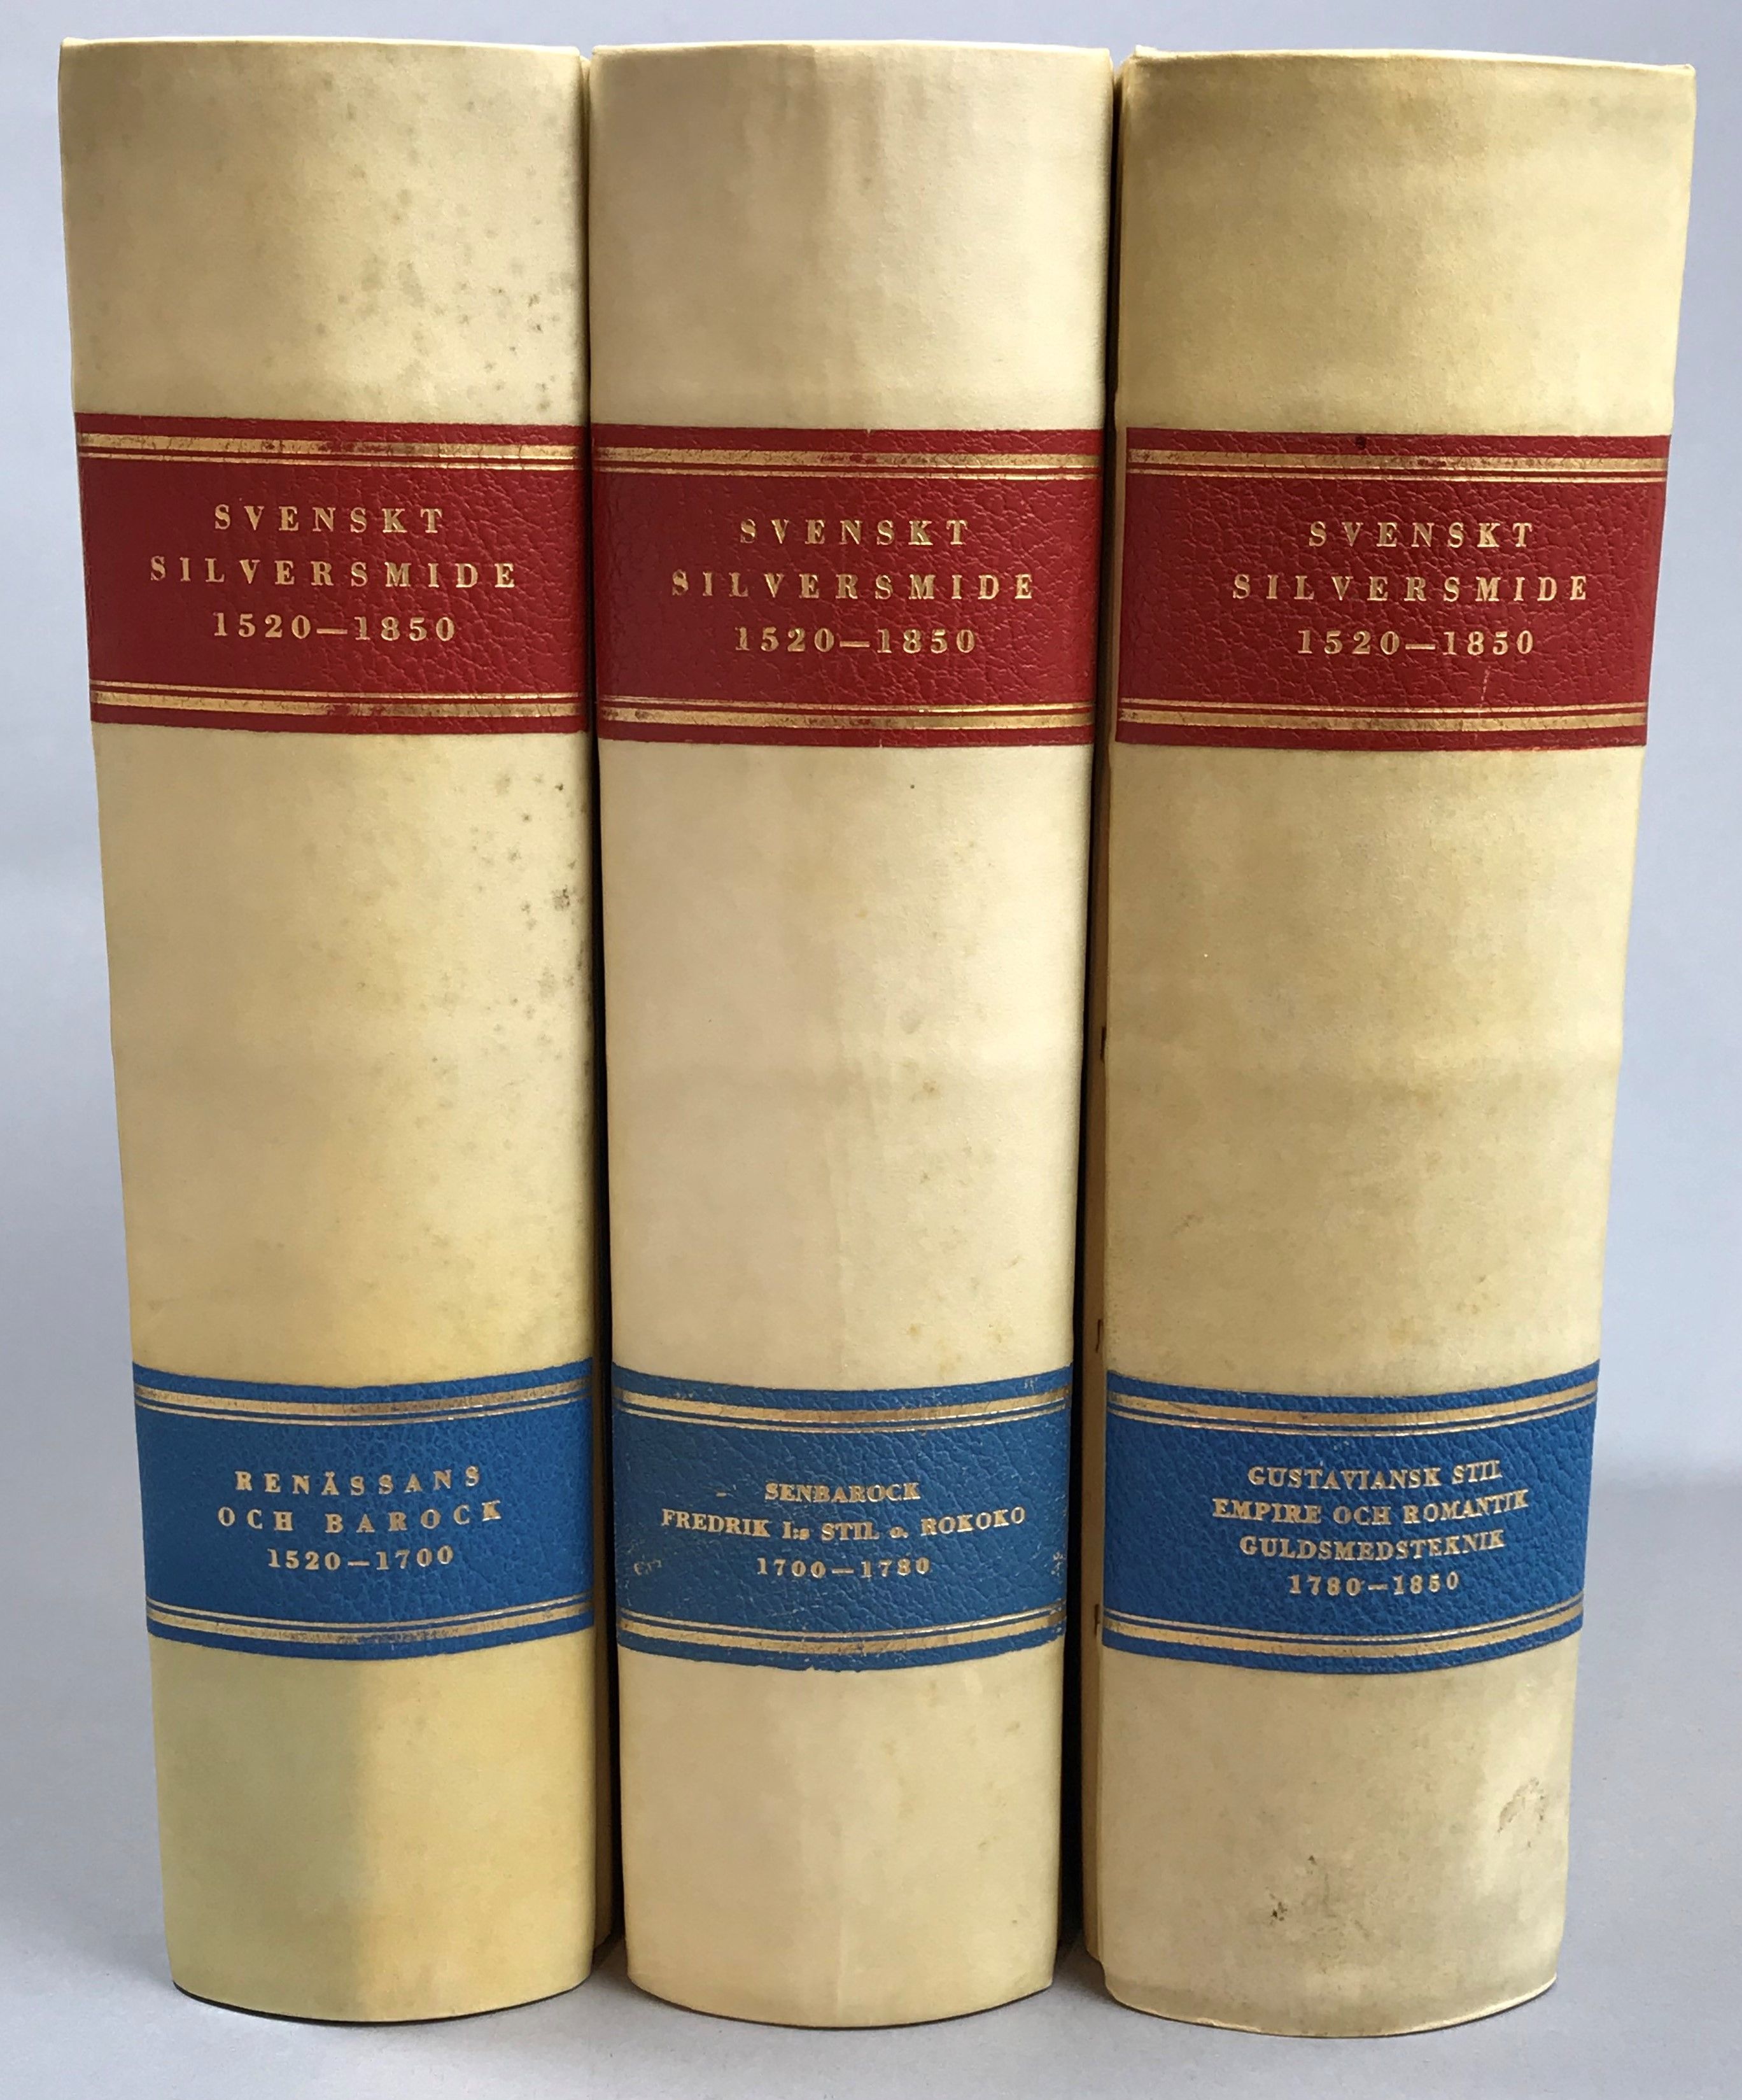 SVENSKT
SILVERSMIDE
1520—1850
RENÄSSANS
OCH BAROCK
1520—1700
SVENSKT
SILVERSMIDE
1520—1850
SENBAROCK
FREDRIK I:s STIL o. ROKOKO
1700—1780
SVENSKT
SILVERSMIDE
1520—1850
GUSTAVIANSK STIL
EMPIRE OCH ROMANTIK
GULDSMEDSTEKNIK
1780—1850